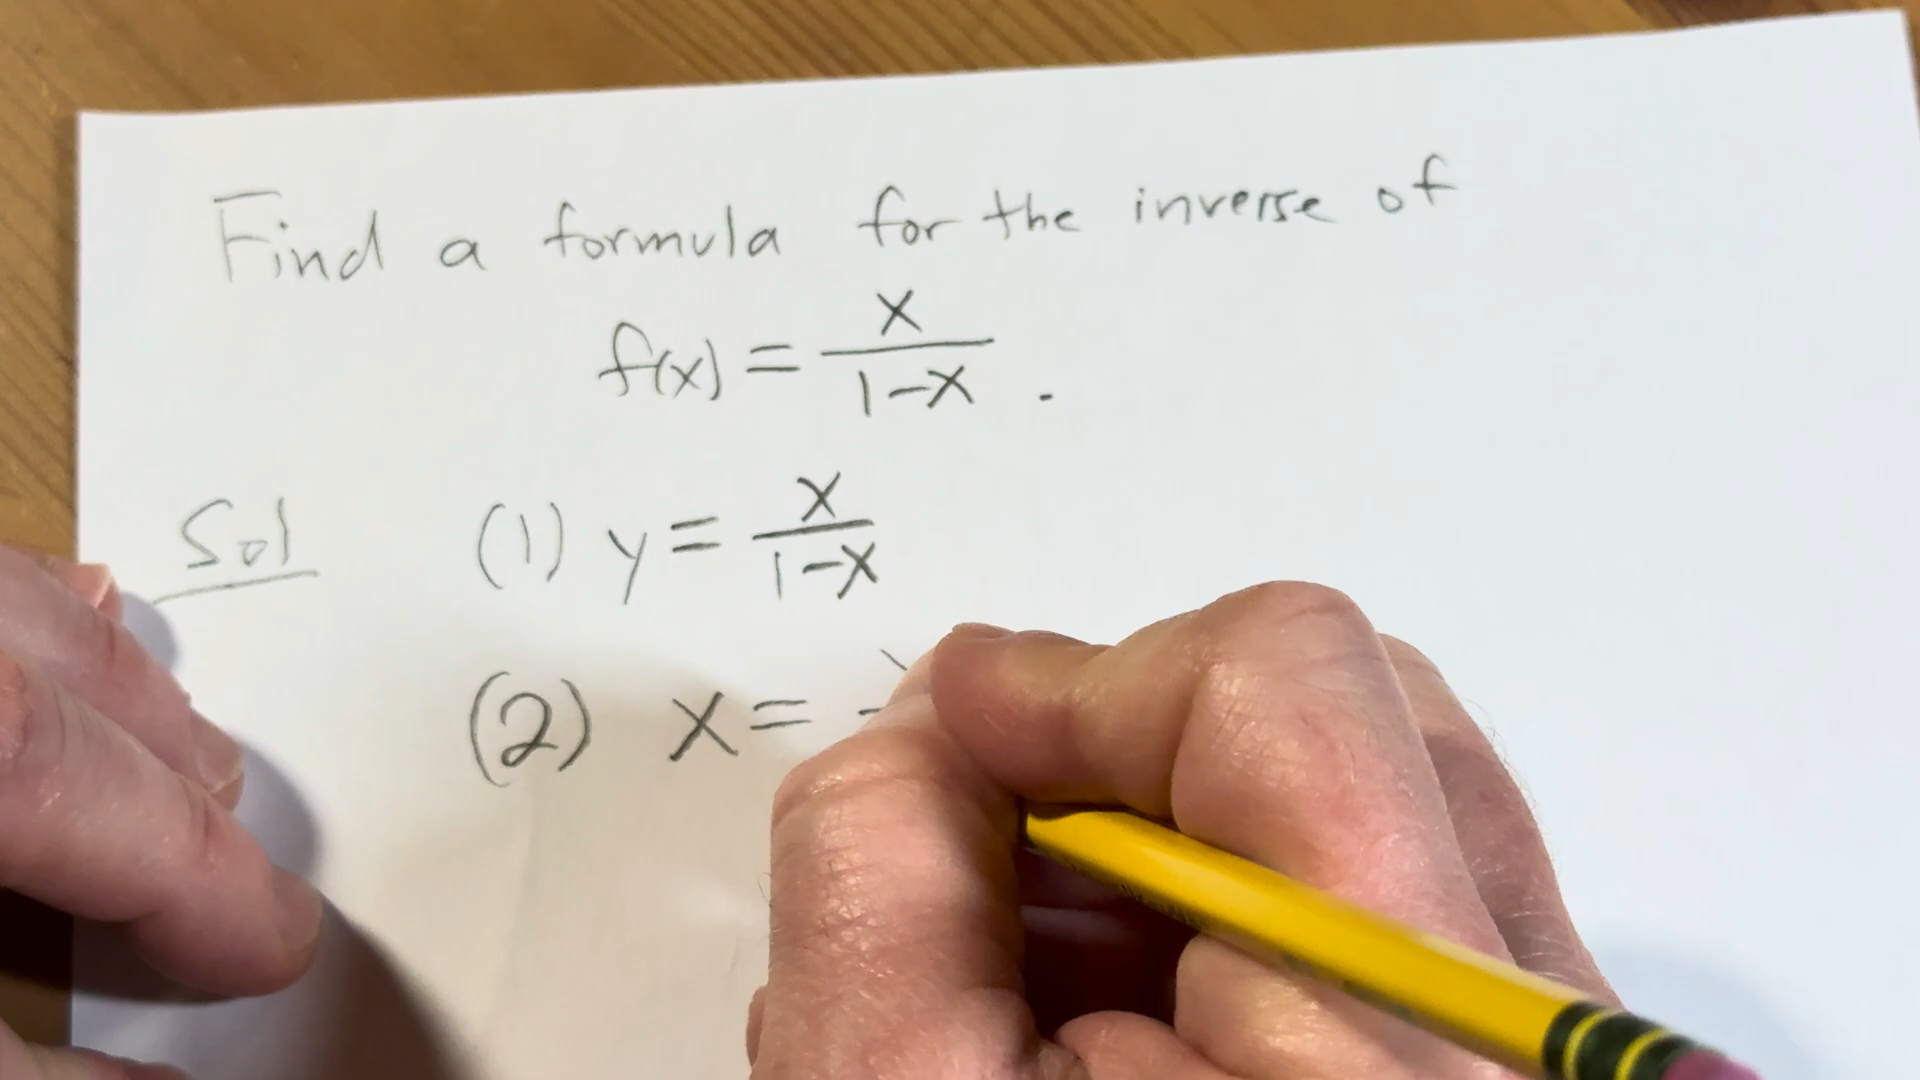 Find a formula for the inverse of
f(x) = x/(1-x) .
Sol (1) y = x/(1-x)
(2) x =